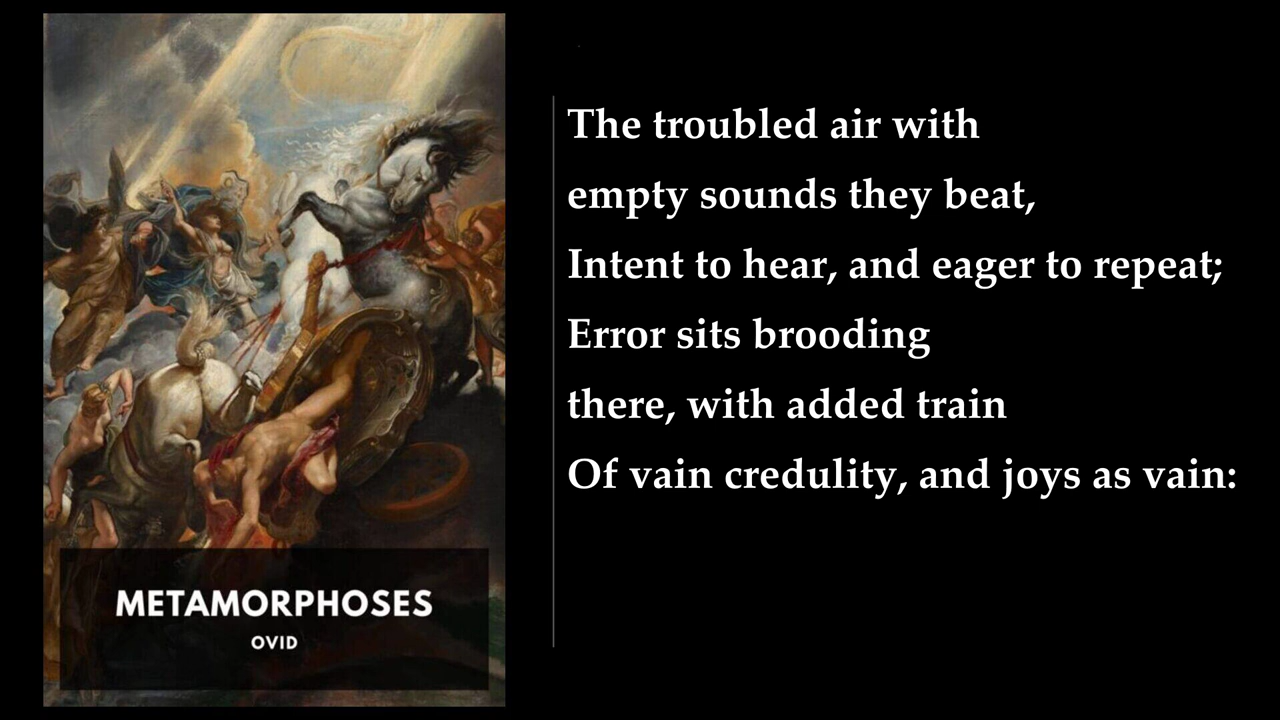 METAMORPHOSES
OVID
The troubled air with
empty sounds they beat,
Intent to hear, and eager to repeat;
Error sits brooding
there, with added train
Of vain credulity, and joys as vain: